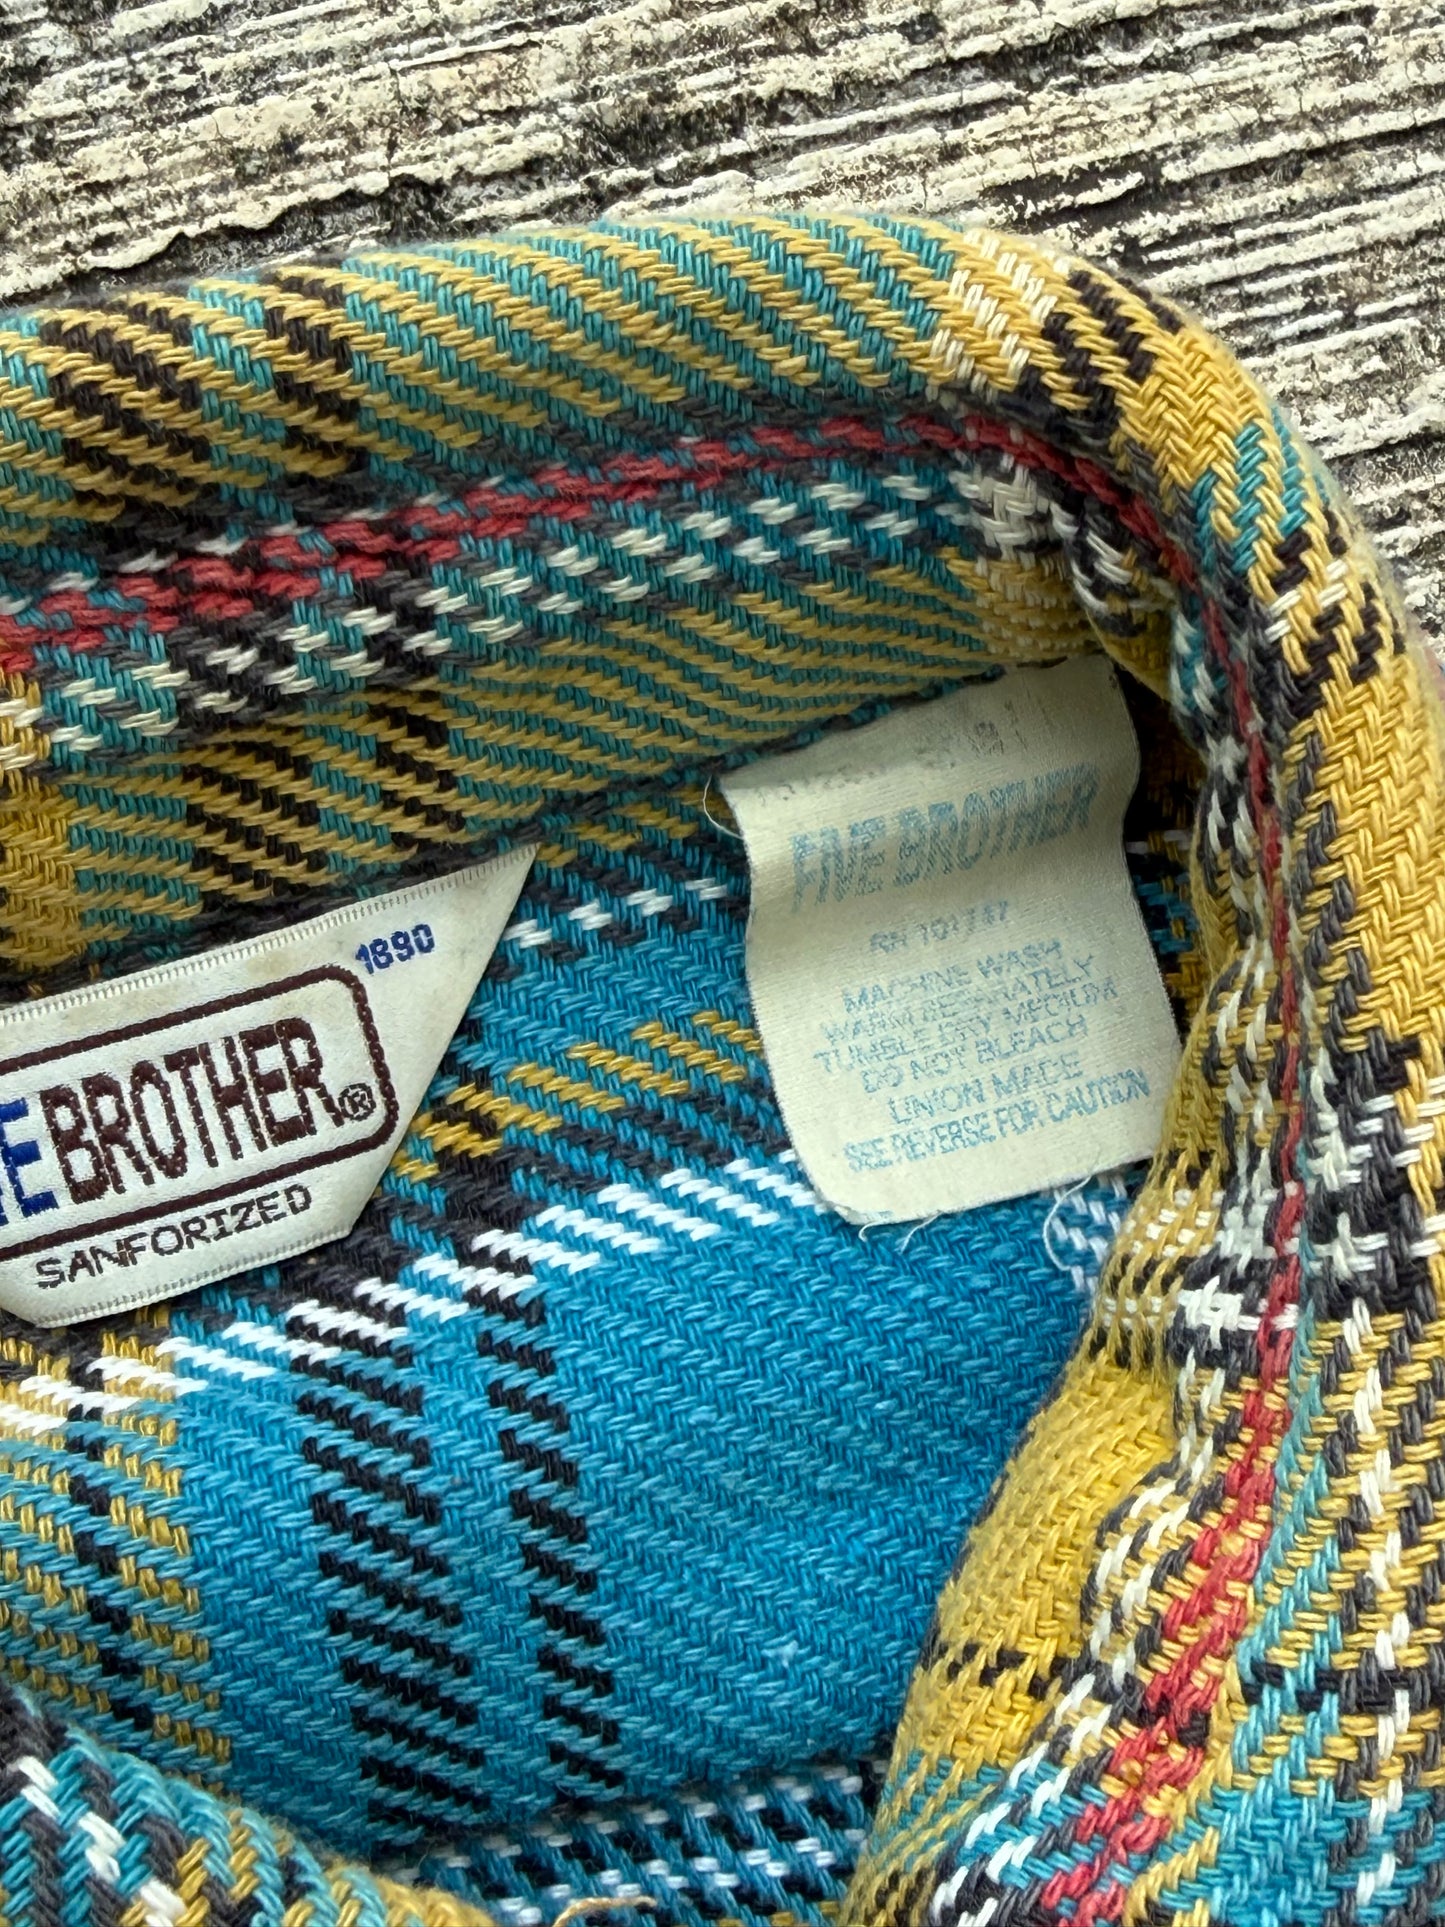 1890
BROTHER®
SANFORIZED
FIVE BROTHER
MACHINE WASH
WARM SEPARATELY
TUMBLE DRY MEDIUM
DO NOT BLEACH
UNION MADE
SEE REVERSE FOR CAUTION